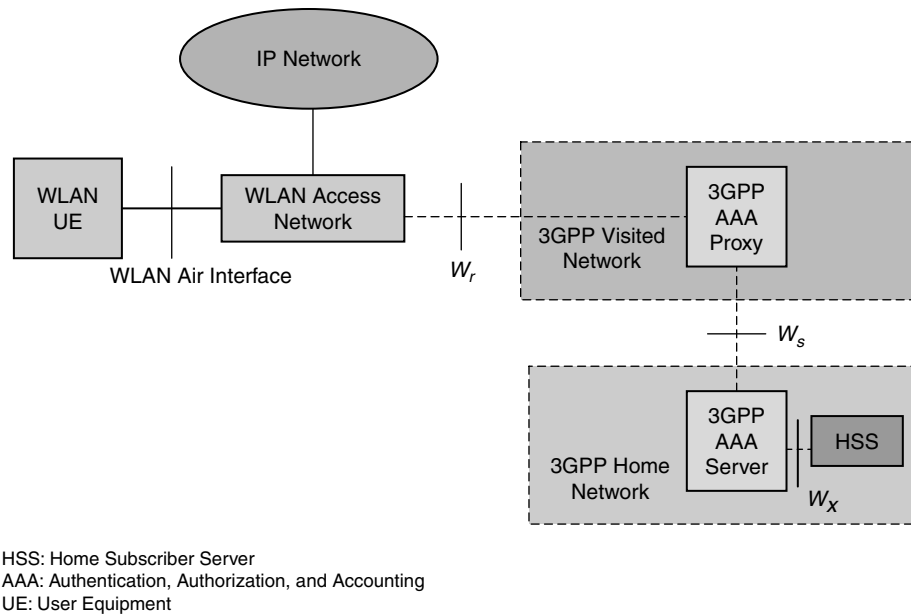 IP Network
WLAN
UE
WLAN Access
Network
WLAN Air Interface
Wr
3GPP Visited
Network
3GPP
AAA
Proxy
Ws
3GPP Home
Network
3GPP
AAA
Server
HSS
Wx
HSS: Home Subscriber Server
AAA: Authentication, Authorization, and Accounting
UE: User Equipment